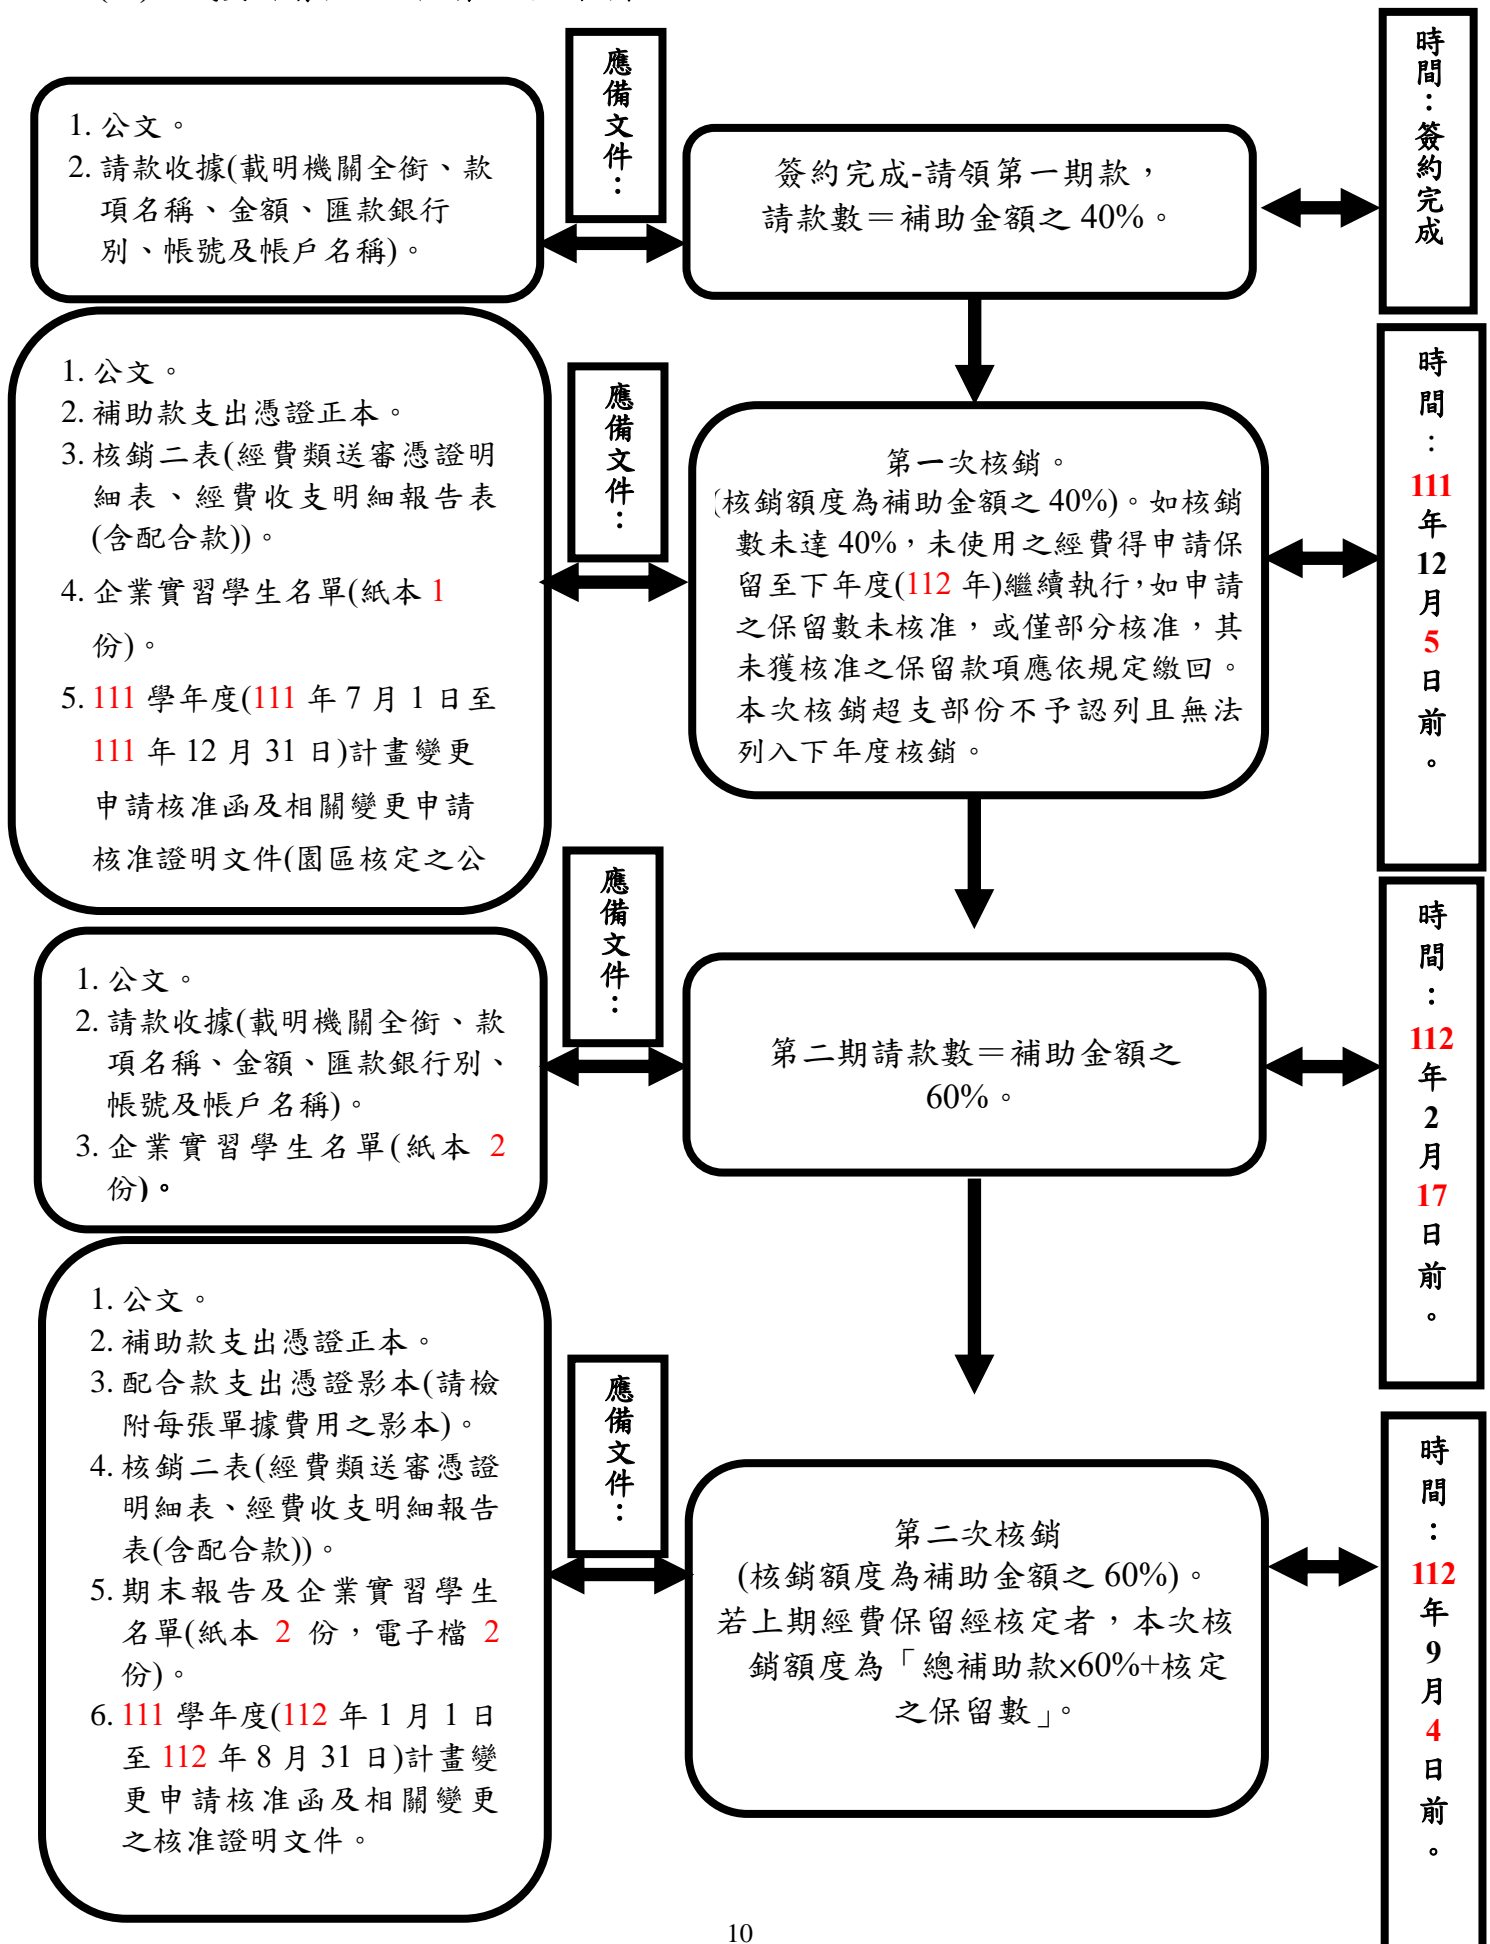 應備文件：
時間：簽約完成
1. 公文。
2. 請款收據(載明機關全銜、款
項名稱、金額、匯款銀行
別、帳號及帳戶名稱)。
簽約完成-請領第一期款，
請款數＝補助金額之 40%。
1. 公文。
2. 補助款支出憑證正本。
3. 核銷二表(經費類送審憑證明
細表、經費收支明細報告表
(含配合款))。
4. 企業實習學生名單(紙本 1
份)。
5. 111 學年度(111 年 7 月 1 日至
111 年 12 月 31 日)計畫變更
申請核准函及相關變更申請
核准證明文件(園區核定之公
應備文件：
第一次核銷。
(核銷額度為補助金額之 40%)。如核銷
數未達 40%，未使用之經費得申請保
留至下年度(112 年)繼續執行，如申請
之保留數未核准，或僅部分核准，其
未獲核准之保留款項應依規定繳回。
本次核銷超支部份不予認列且無法
列入下年度核銷。
時間：111年12月5日前。
1. 公文。
2. 請款收據(載明機關全銜、款
項名稱、金額、匯款銀行別、
帳號及帳戶名稱)。
3. 企業實習學生名單(紙本 2
份)。
應備文件：
第二期請款數＝補助金額之
60%。
時間：112年2月17日前。
1. 公文。
2. 補助款支出憑證正本。
3. 配合款支出憑證影本(請檢
附每張單據費用之影本)。
4. 核銷二表(經費類送審憑證
明細表、經費收支明細報告
表(含配合款))。
5. 期末報告及企業實習學生
名單(紙本 2 份，電子檔 2
份)。
6. 111 學年度(112 年 1 月 1 日
至 112 年 8 月 31 日)計畫變
更申請核准函及相關變更
之核准證明文件。
應備文件：
第二次核銷
(核銷額度為補助金額之 60%)。
若上期經費保留經核定者，本次核
銷額度為「總補助款×60%+核定
之保留數」。
時間：112年9月4日前。
10